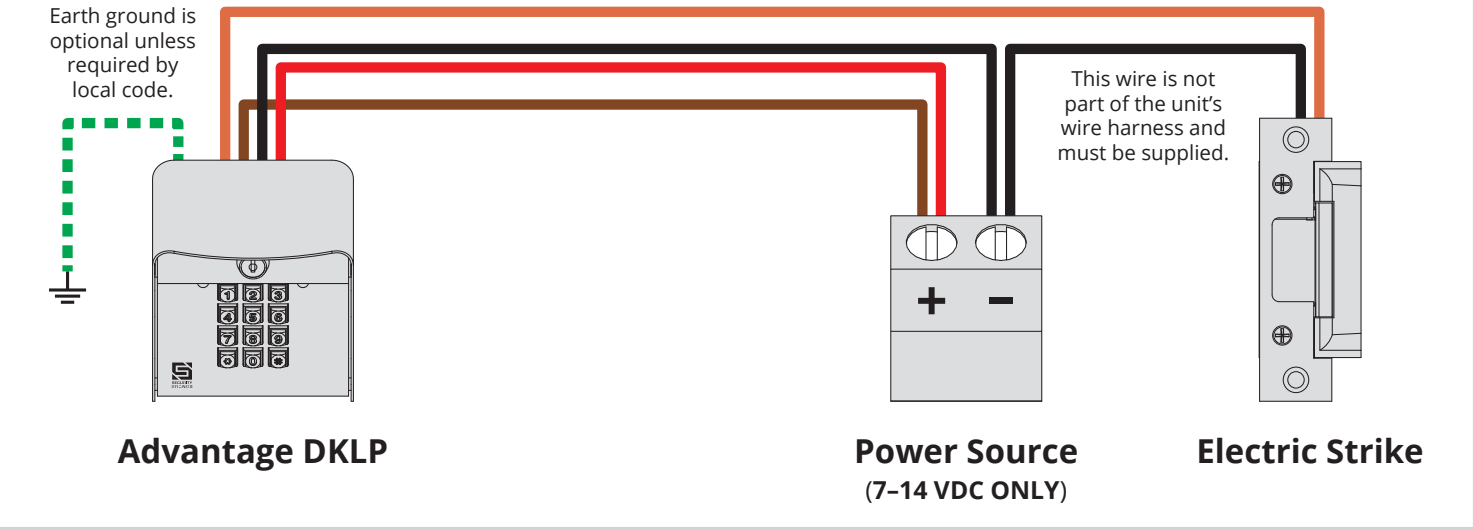 Earth ground is
optional unless
required by
local code.
This wire is not
part of the unit's
wire harness and
must be supplied.
+ −
1 2 3
4 5 6
7 8 9
* 0 #
S
SECURITY
BRANDS
Advantage DKLP
Power Source
(7–14 VDC ONLY)
Electric Strike